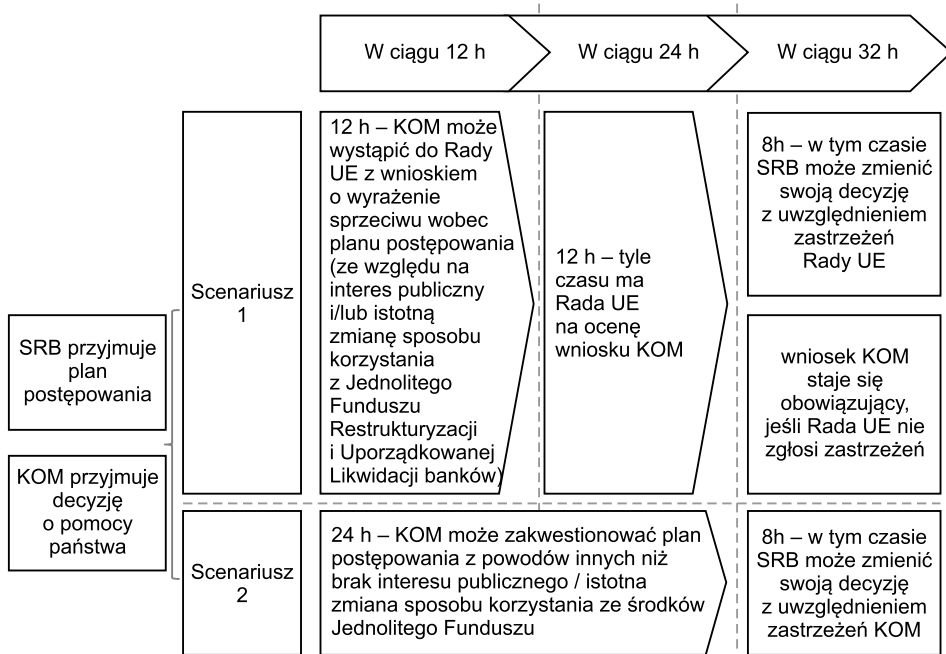 W ciągu 12 h
W ciągu 24 h
W ciągu 32 h
SRB przyjmuje
plan
postępowania
KOM przyjmuje
decyzję
o pomocy
państwa
Scenariusz
1
12 h – KOM może
wystąpić do Rady
UE z wnioskiem
o wyrażenie
sprzeciwu wobec
planu postępowania
(ze względu na
interes publiczny
i/lub istotną
zmianę sposobu
korzystania
z Jednolitego
Funduszu
Restrukturyzacji
i Uporządkowanej
Likwidacji banków)
12 h – tyle
czasu ma
Rada UE
na ocenę
wniosku KOM
8h – w tym czasie
SRB może zmienić
swoją decyzję
z uwzględnieniem
zastrzeżeń
Rady UE
wniosek KOM
staje się
obowiązujący,
jeśli Rada UE nie
zgłosi zastrzeżeń
Scenariusz
2
24 h – KOM może zakwestionować plan
postępowania z powodów innych niż
brak interesu publicznego / istotna
zmiana sposobu korzystania ze środków
Jednolitego Funduszu
8h – w tym czasie
SRB może zmienić
swoją decyzję
z uwzględnieniem
zastrzeżeń KOM